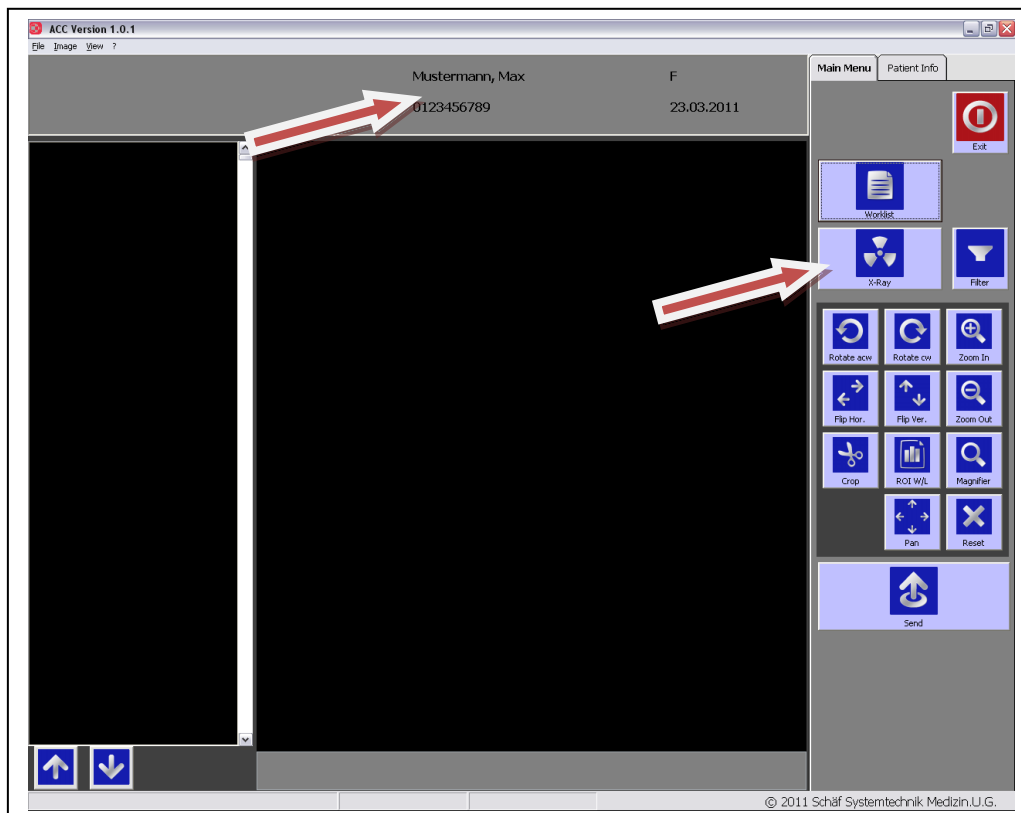 ACC Version 1.0.1
File Image View ?
Mustermann, Max F
0123456789 23.03.2011
Main Menu Patient Info
Exit
Worklist
X-Ray Filter
Rotate acw Rotate cw Zoom In
Flip Hor. Flip Ver. Zoom Out
Crop ROI W/L Magnifier
Pan Reset
Send
© 2011 Schäf Systemtechnik Medizin.U.G.